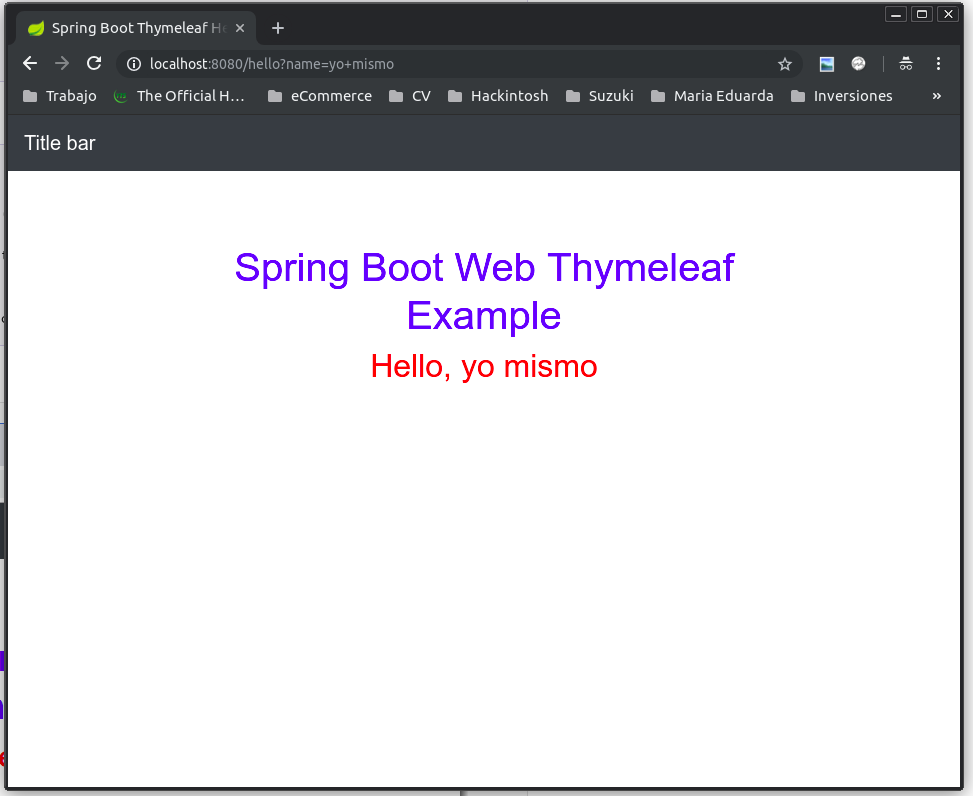 Spring Boot Thymeleaf He
localhost:8080/hello?name=yo+mismo
Trabajo The Official H... eCommerce CV Hackintosh Suzuki Maria Eduarda Inversiones »
Title bar
Spring Boot Web Thymeleaf
Example
Hello, yo mismo